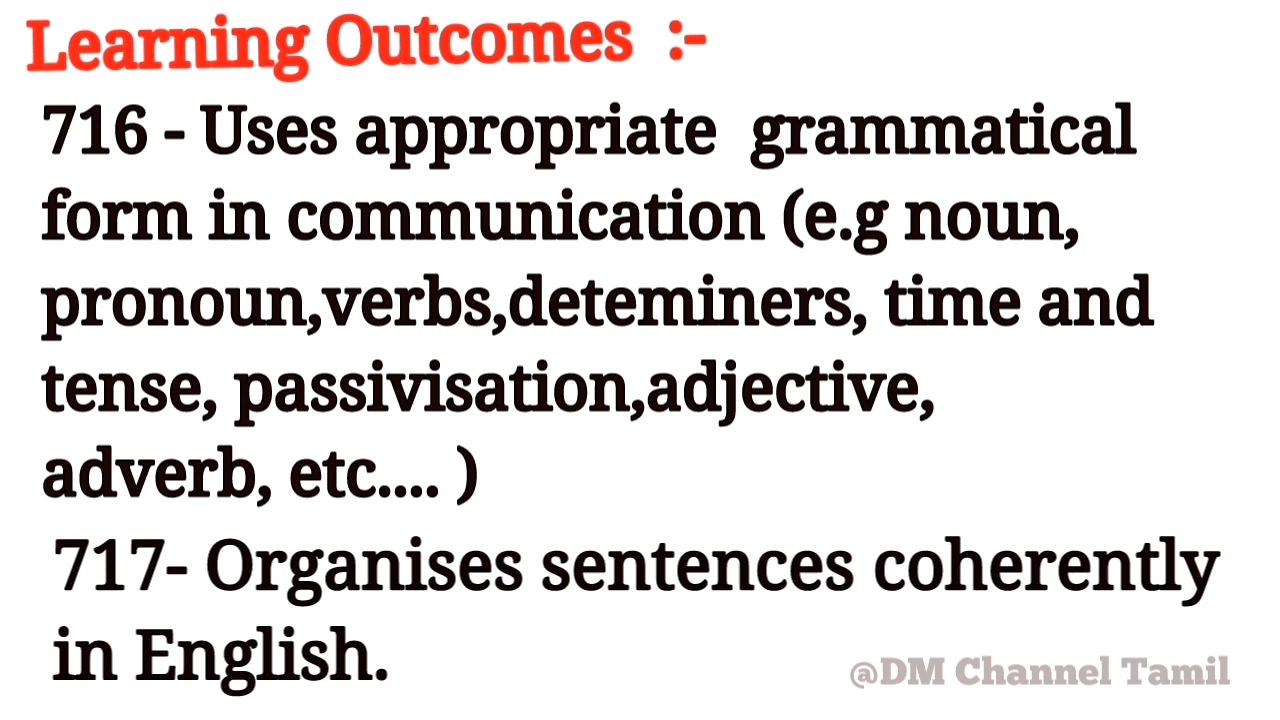 Learning Outcomes :-
716 - Uses appropriate grammatical
form in communication (e.g noun,
pronoun,verbs,deteminers, time and
tense, passivisation,adjective,
adverb, etc.... )
717- Organises sentences coherently
in English.
@DM Channel Tamil